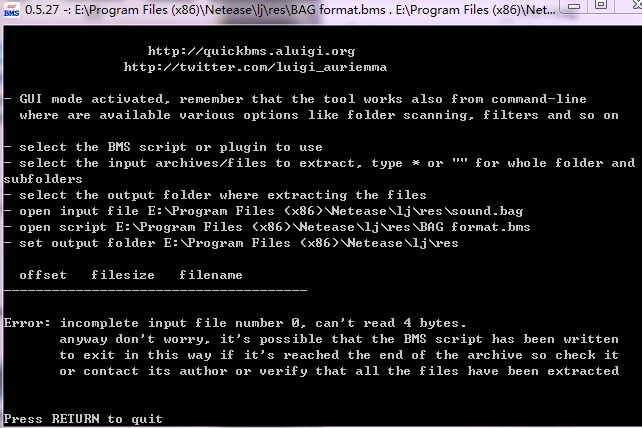 0.5.27 -: E:\Program Files (x86)\Netease\lj\res\BAG format.bms . E:\Program Files (x86)\Net...
BMS
http://quickbms.aluigi.org
http://twitter.com/luigi_auriemma
- GUI mode activated, remember that the tool works also from command-line
where are available various options like folder scanning, filters and so on
- select the BMS script or plugin to use
- select the input archives/files to extract, type * or "" for whole folder and
subfolders
- select the output folder where extracting the files
- open input file E:\Program Files (x86)\Netease\lj\res\sound.bag
- open script E:\Program Files (x86)\Netease\lj\res\BAG format.bms
- set output folder E:\Program Files (x86)\Netease\lj\res
offset filesize filename
--------------------------------------
Error: incomplete input file number 0, can't read 4 bytes.
anyway don't worry, it's possible that the BMS script has been written
to exit in this way if it's reached the end of the archive so check it
or contact its author or verify that all the files have been extracted
Press RETURN to quit